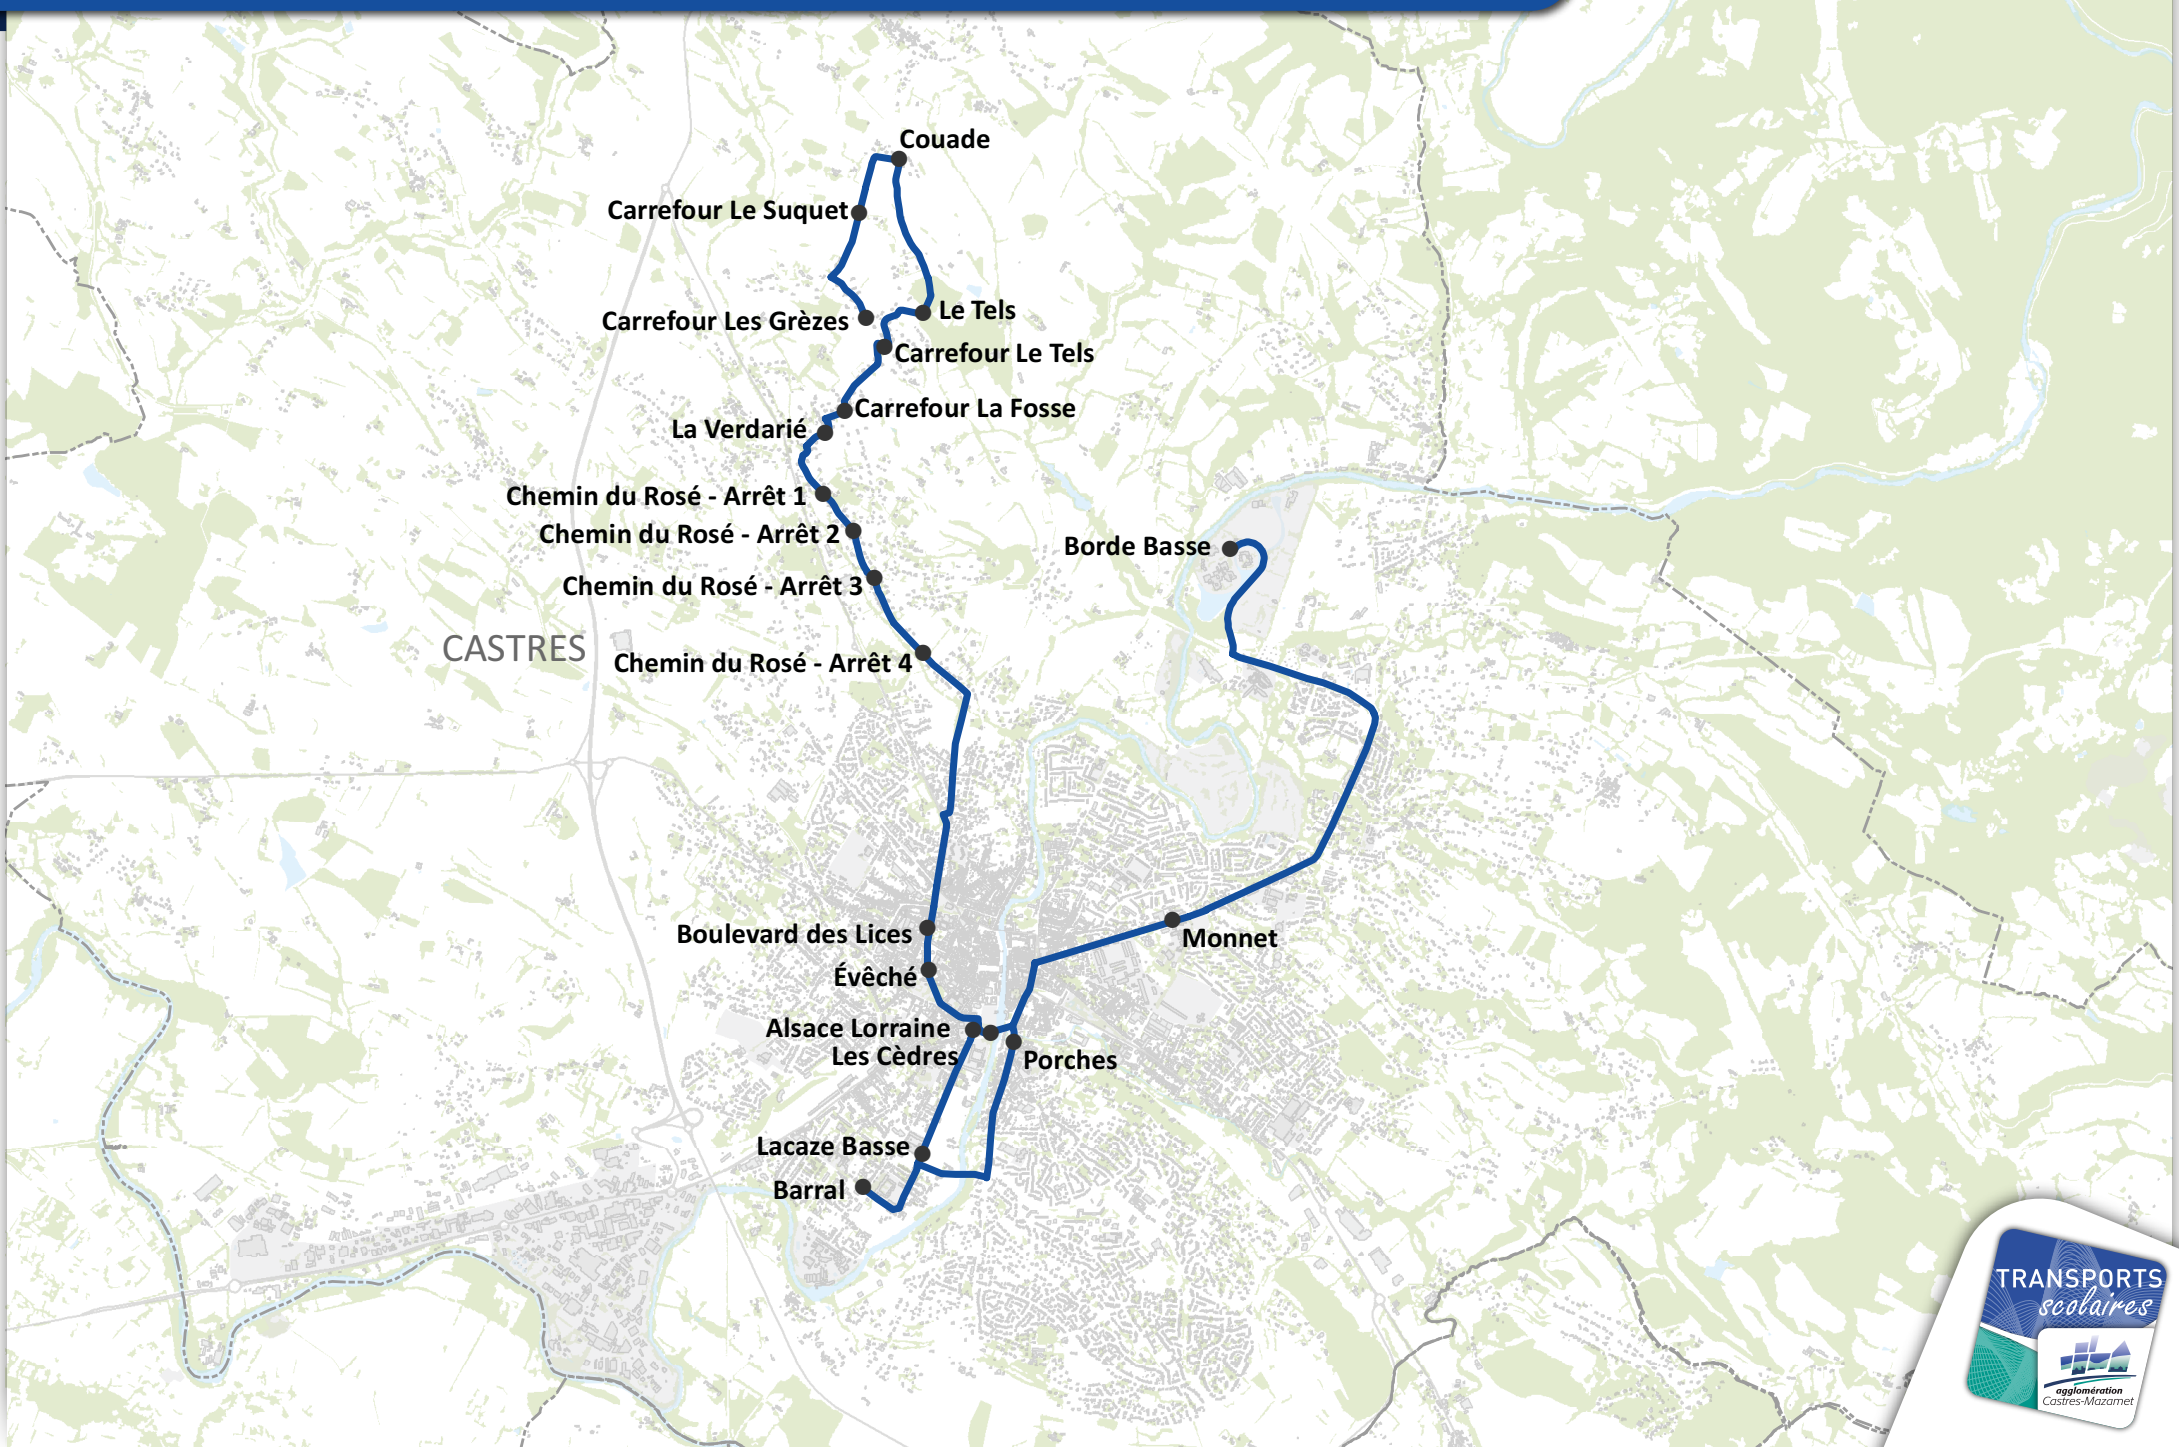 Couade
Carrefour Le Suquet
Le Tels
Carrefour Les Grèzes
Carrefour Le Tels
Carrefour La Fosse
La Verdarié
Chemin du Rosé - Arrêt 1
Chemin du Rosé - Arrêt 2
Borde Basse
Chemin du Rosé - Arrêt 3
CASTRES
Chemin du Rosé - Arrêt 4
Boulevard des Lices
Monnet
Évêché
Alsace Lorraine
Les Cèdres
Porches
Lacaze Basse
Barral
TRANSPORTS
scolaires
agglomération
Castres-Mazamet